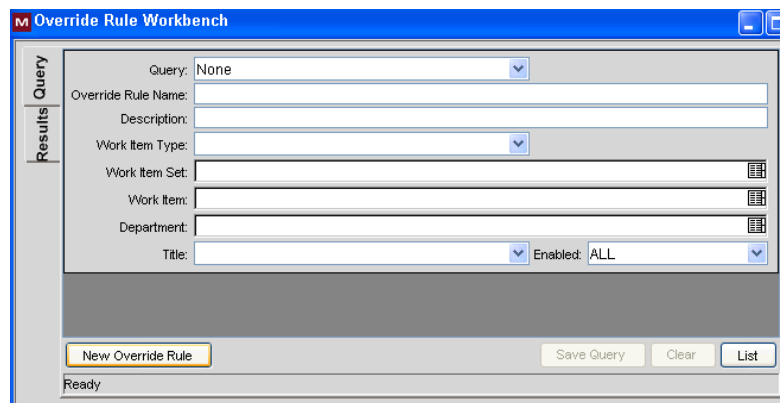 M Override Rule Workbench
Query
Results
Query: None
Override Rule Name:
Description:
Work Item Type:
Work Item Set:
Work Item:
Department:
Title: Enabled: ALL
New Override Rule Save Query Clear List
Ready